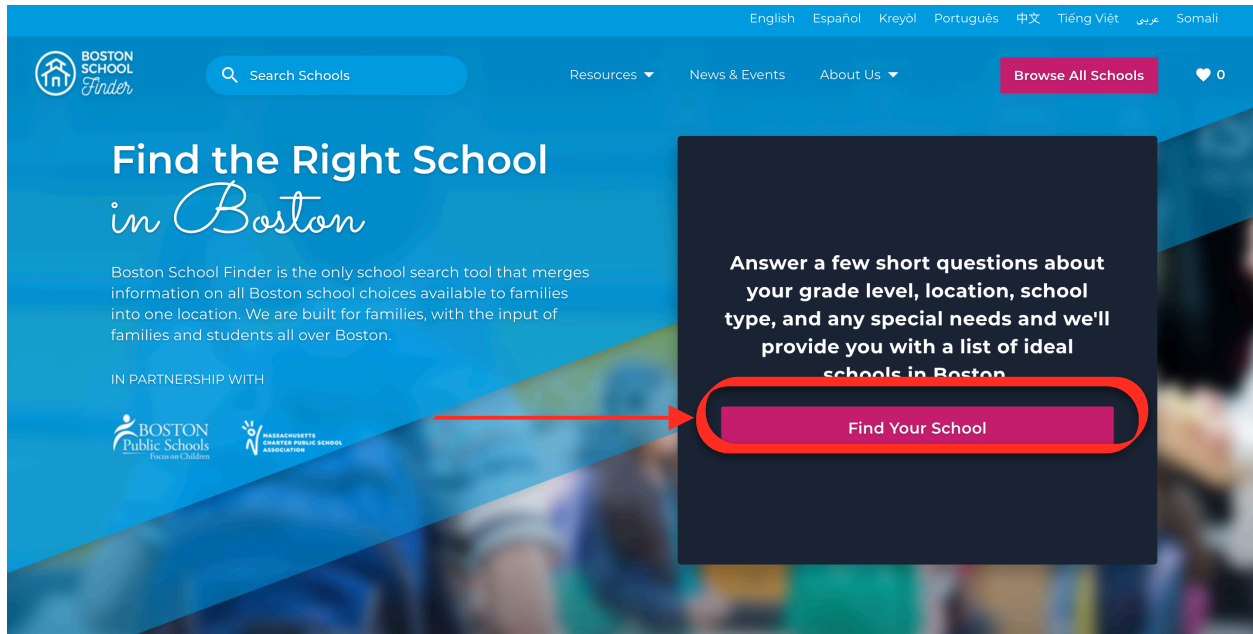 English Español Kreyòl Português 中文 Tiếng Việt عربى Somali
BOSTON
SCHOOL
Finder
Search Schools
Resources
News & Events
About Us
Browse All Schools
0
Find the Right School
in Boston
Boston School Finder is the only school search tool that merges
information on all Boston school choices available to families
into one location. We are built for families, with the input of
families and students all over Boston.
IN PARTNERSHIP WITH
BOSTON
Public Schools
Focus on Children
MASSACHUSETTS
CHARTER PUBLIC SCHOOL
ASSOCIATION
Answer a few short questions about
your grade level, location, school
type, and any special needs and we'll
provide you with a list of ideal
schools in Boston
Find Your School